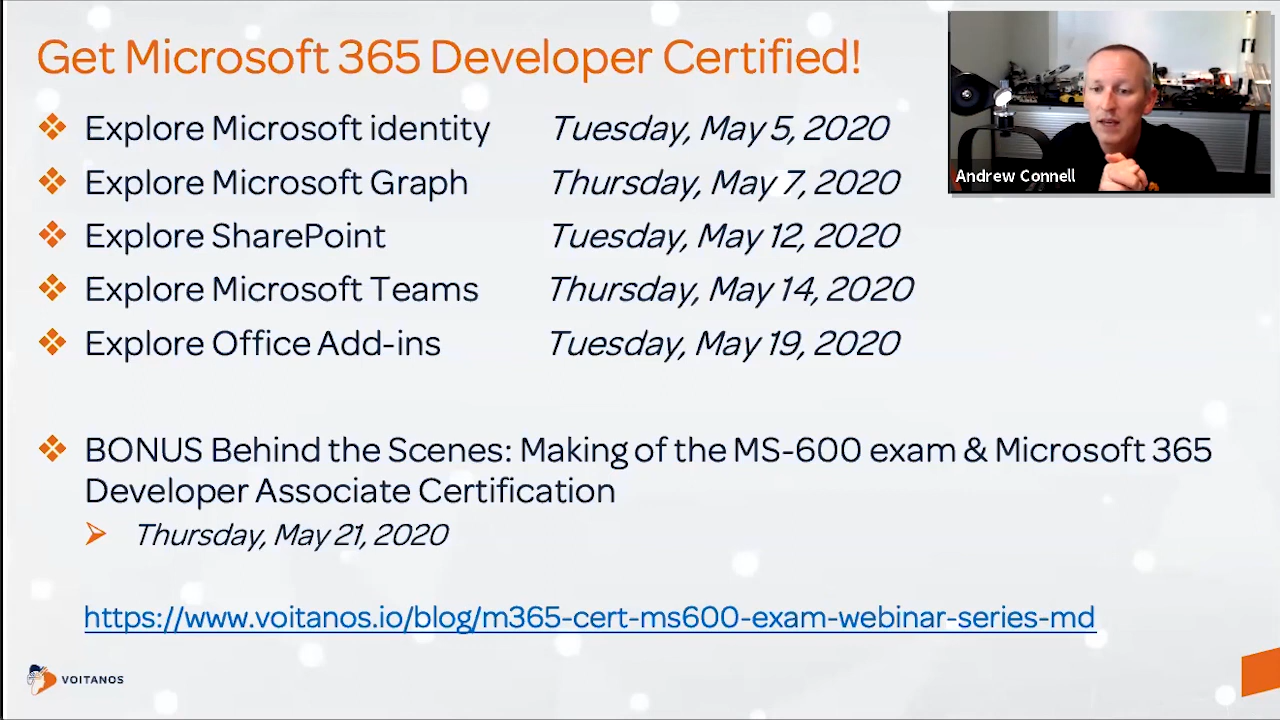 Get Microsoft 365 Developer Certified!
Explore Microsoft identity Tuesday, May 5, 2020
Explore Microsoft Graph Thursday, May 7, 2020
Explore SharePoint Tuesday, May 12, 2020
Explore Microsoft Teams Thursday, May 14, 2020
Explore Office Add-ins Tuesday, May 19, 2020
BONUS Behind the Scenes: Making of the MS-600 exam & Microsoft 365
Developer Associate Certification
Thursday, May 21, 2020
https://www.voitanos.io/blog/m365-cert-ms600-exam-webinar-series-md
VOITANOS
Andrew Connell